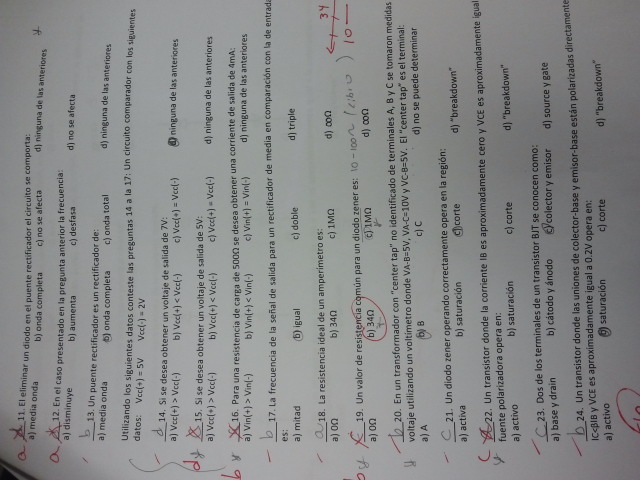 a 11. El eliminar un diodo en el puente rectificador el circuito se comporta:
a) media onda b) onda completa c) no se afecta d) ninguna de las anteriores
a 12. En el caso presentado en la pregunta anterior la frecuencia:
a) disminuye b) aumenta c) desfasa d) no se afecta
b 13. Un puente rectificador es un rectificador de:
a) media onda b) onda completa c) onda total d) ninguna de las anteriores
Utilizando los siguientes datos conteste las preguntas 14 a la 17: Un circuito comparador con los siguientes
datos: Vcc(+) = 5V Vcc(-) = 2V
d 14. Si se desea obtener un voltaje de salida de 7V:
a) Vcc(+) > Vcc(-) b) Vcc(+) < Vcc(-) c) Vcc(+) = Vcc(-) d) ninguna de las anteriores
d 15. Si se desea obtener un voltaje de salida de 5V:
a) Vcc(+) > Vcc(-) b) Vcc(+) < Vcc(-) c) Vcc(+) = Vcc(-) d) ninguna de las anteriores
b 16. Para una resistencia de carga de 500Ω se desea obtener una corriente de salida de 4mA:
a) Vin(+) > Vin(-) b) Vin(+) < Vin(-) c) Vin(+) = Vin(-) d) ninguna de las anteriores
b 17. La frecuencia de la señal de salida para un rectificador de media en comparación con la de entrada
es:
a) mitad b) igual c) doble d) triple
a 18. La resistencia ideal de un amperímetro es:
a) 0Ω b) 34Ω c) 1MΩ d) ∞Ω
b 19. Un valor de resistencia común para un diodo zener es: 10-100Ω
a) 0Ω b) 34Ω c) 1MΩ d) ∞Ω 34 10
b 20. En un transformador con "center tap" no identificado de terminales A, B y C se tomaron medidas
voltaje utilizando un voltímetro donde VA-B=5V, VA-C=10V y VC-B=5V: El "center tap" es el terminal:
a) A b) B c) C d) no se puede determinar
c 21. Un diodo zener operando correctamente opera en la región:
a) activa b) saturación c) corte d) "breakdown"
c 22. Un transistor donde la corriente IB es aproximadamente cero y VCE es aproximadamente igual
fuente polarizadora opera en:
a) activo b) saturación c) corte d) "breakdown"
c 23. Dos de los terminales de un transistor BJT se conocen como:
a) base y drain b) cátodo y ánodo c) colector y emisor d) source y gate
b 24. Un transistor donde las uniones de colector-base y emisor-base están polarizadas directamente
IC<βIB y VCE es aproximadamente igual a 0.2V opera en:
a) activo b) saturación c) corte d) "breakdown"